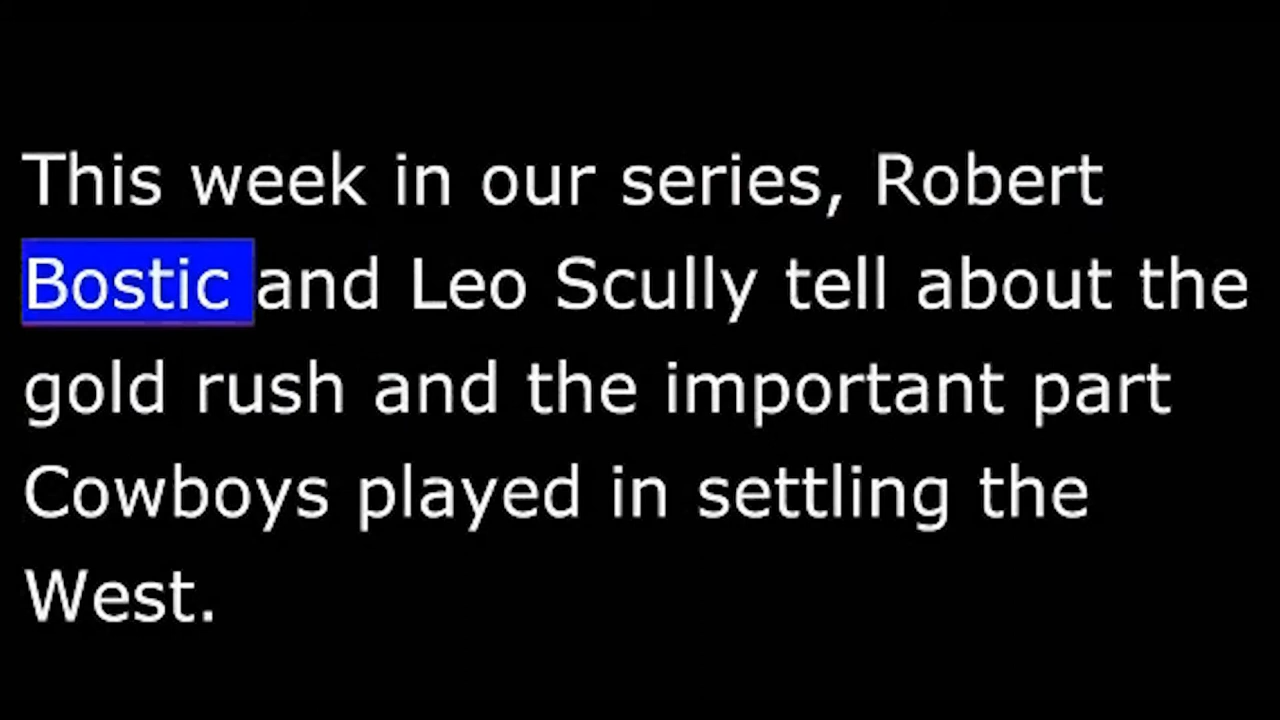 This week in our series, Robert
Bostic and Leo Scully tell about the
gold rush and the important part
Cowboys played in settling the
West.